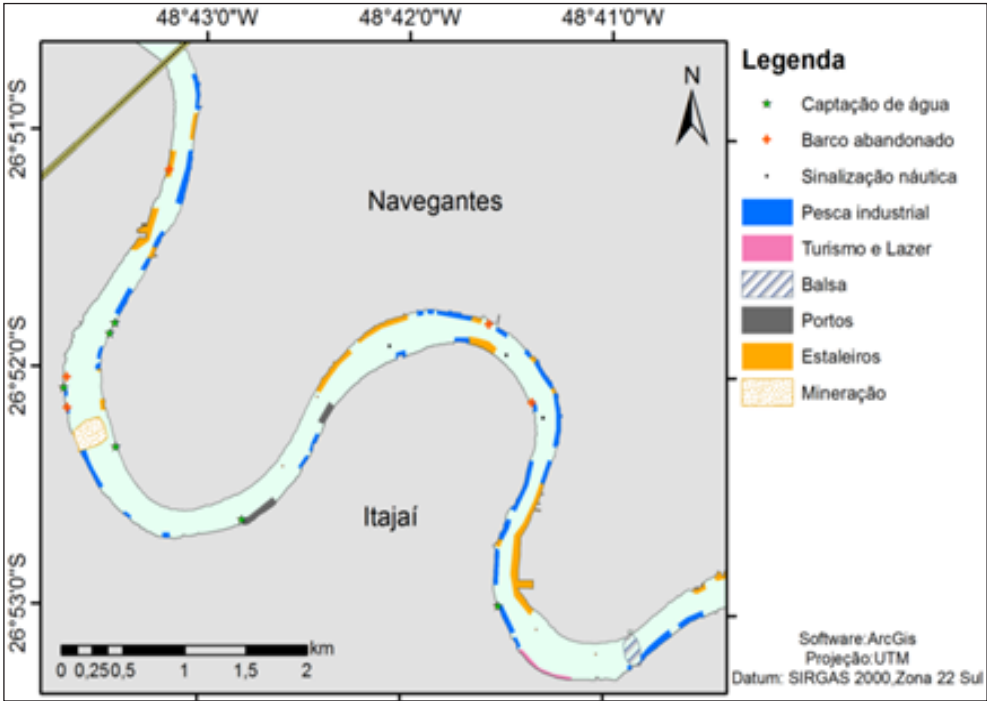 48°43'0"W 48°42'0"W 48°41'0"W
26°51'0"S
26°52'0"S
26°53'0"S
N
Navegantes
Itajaí
0 0,25 0,5 1 1,5 2
km
Legenda
Captação de água
Barco abandonado
Sinalização náutica
Pesca industrial
Turismo e Lazer
Balsa
Portos
Estaleiros
Mineração
Software:ArcGis
Projeção:UTM
Datum: SIRGAS 2000,Zona 22 Sul